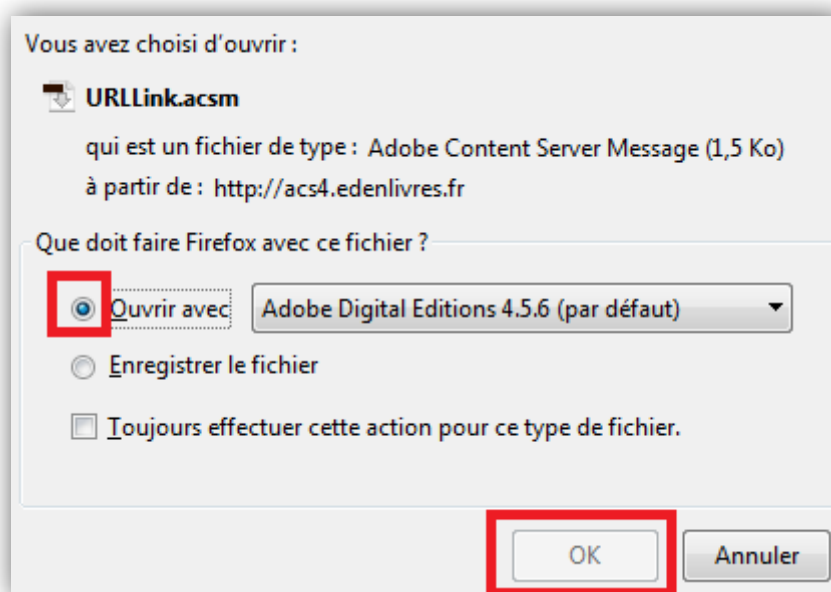 Vous avez choisi d'ouvrir :
URLLink.acsm
qui est un fichier de type : Adobe Content Server Message (1,5 Ko)
à partir de : http://acs4.edenlivres.fr
Que doit faire Firefox avec ce fichier ?
Ouvrir avec Adobe Digital Editions 4.5.6 (par défaut)
Enregistrer le fichier
Toujours effectuer cette action pour ce type de fichier.
OK Annuler